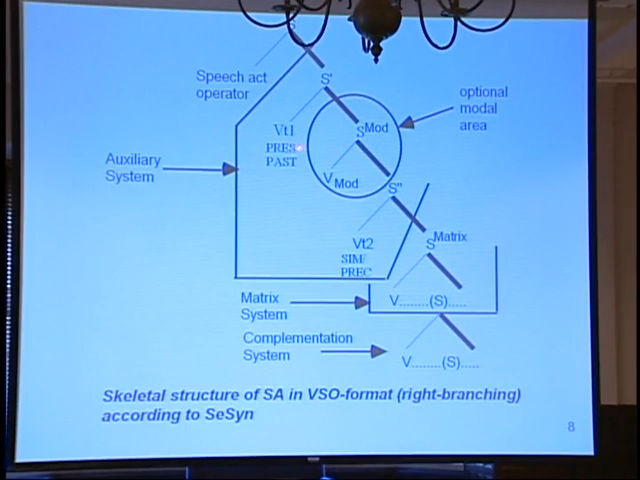 Speech act
operator
S'
optional
modal
area
Vt1
PRES
PAST
S Mod
Auxiliary
System
V Mod
S"
Vt2
SIM/
PREC
S Matrix
Matrix
System
V........(S).....
Complementation
System
V........(S).....
Skeletal structure of SA in VSO-format (right-branching)
according to SeSyn
8